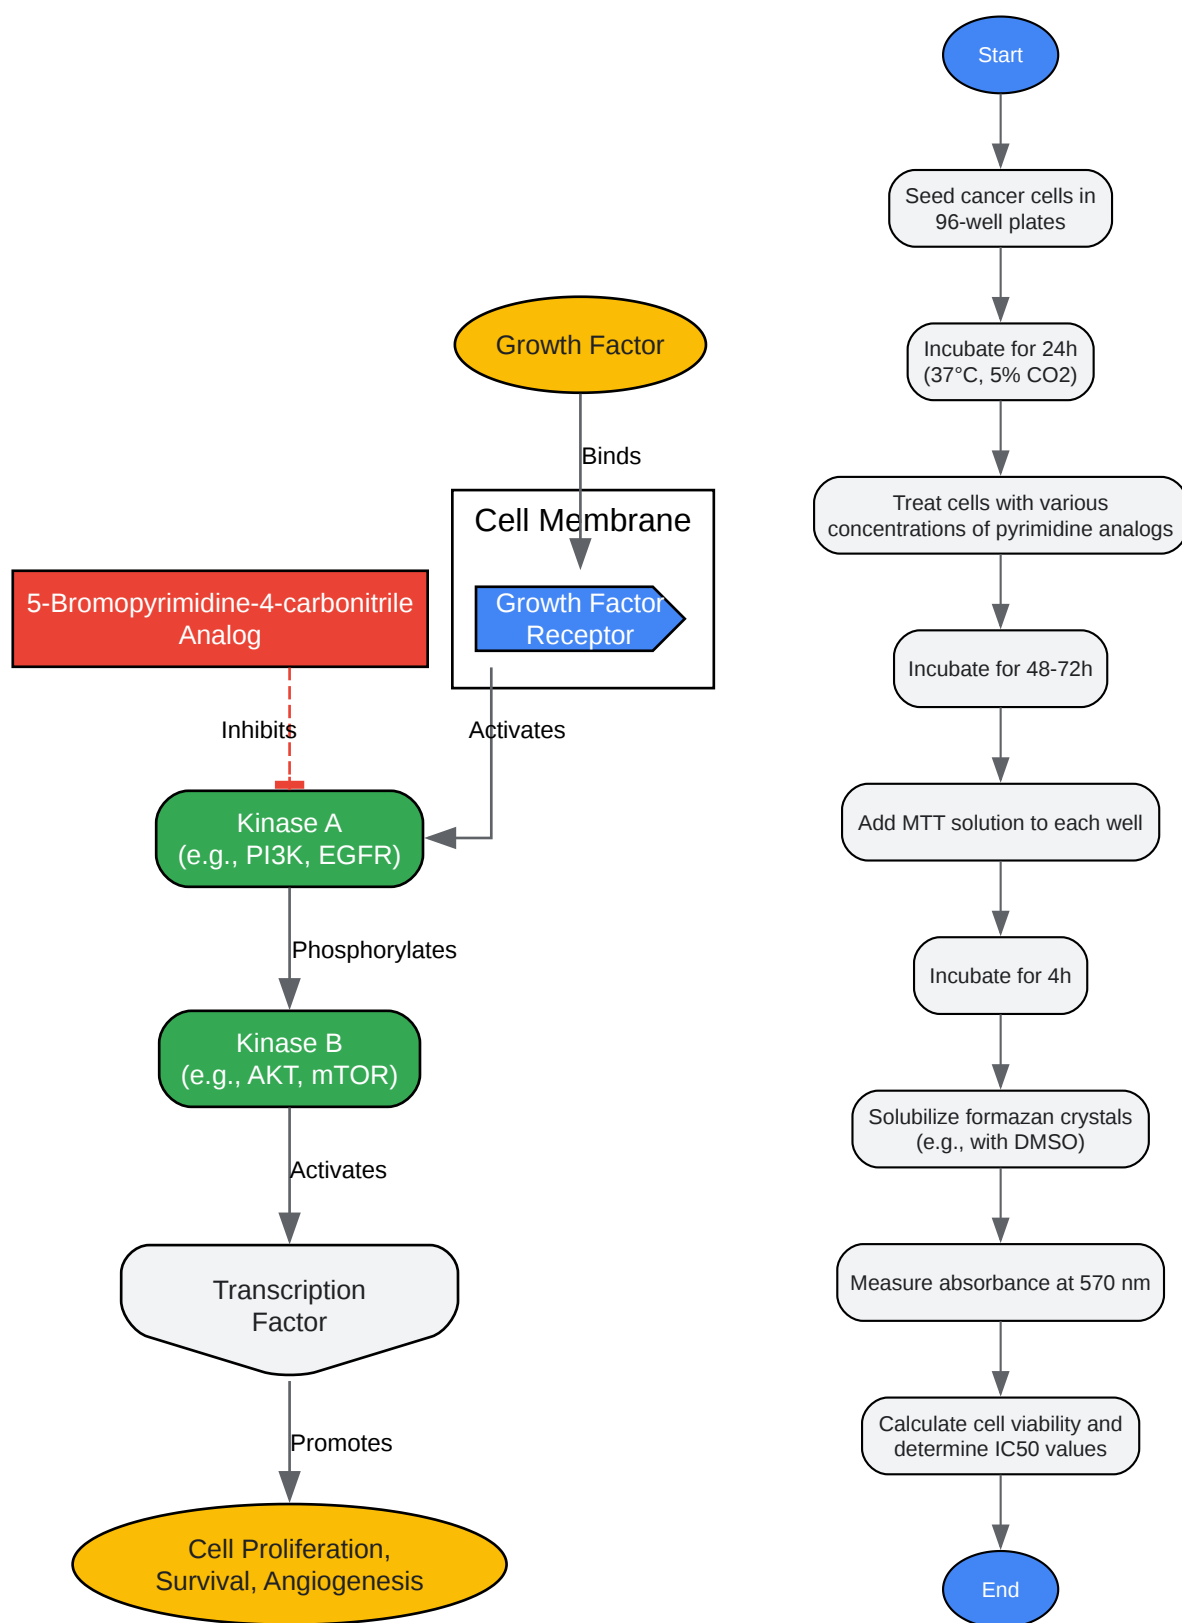 Growth Factor
Binds
Cell Membrane
Growth Factor
Receptor
5-Bromopyrimidine-4-carbonitrile
Analog
Inhibits
Activates
Kinase A
(e.g., PI3K, EGFR)
Phosphorylates
Kinase B
(e.g., AKT, mTOR)
Activates
Transcription
Factor
Promotes
Cell Proliferation,
Survival, Angiogenesis
Start
Seed cancer cells in
96-well plates
Incubate for 24h
(37°C, 5% CO2)
Treat cells with various
concentrations of pyrimidine analogs
Incubate for 48-72h
Add MTT solution to each well
Incubate for 4h
Solubilize formazan crystals
(e.g., with DMSO)
Measure absorbance at 570 nm
Calculate cell viability and
determine IC50 values
End